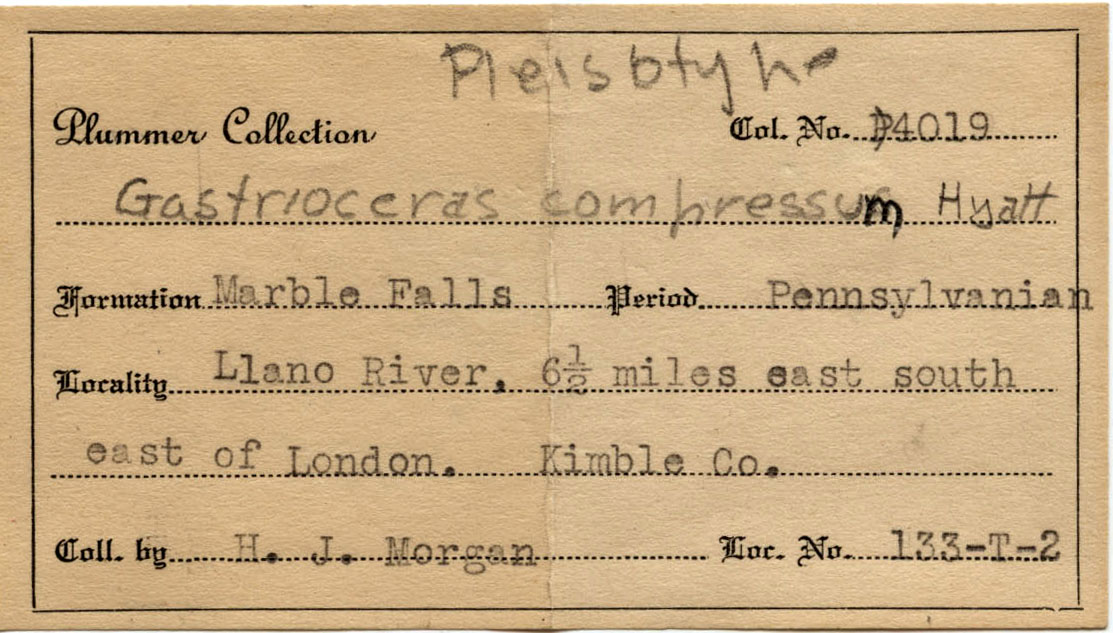 Plesiotype
Plummer Collection Col. No. P4019
Gastrioceras compressum Hyatt
Formation Marble Falls Period Pennsylvanian
Locality Llano River. 6½ miles east south
east of London. Kimble Co.
Coll. by H. J. Morgan Loc. No. 133-T-2